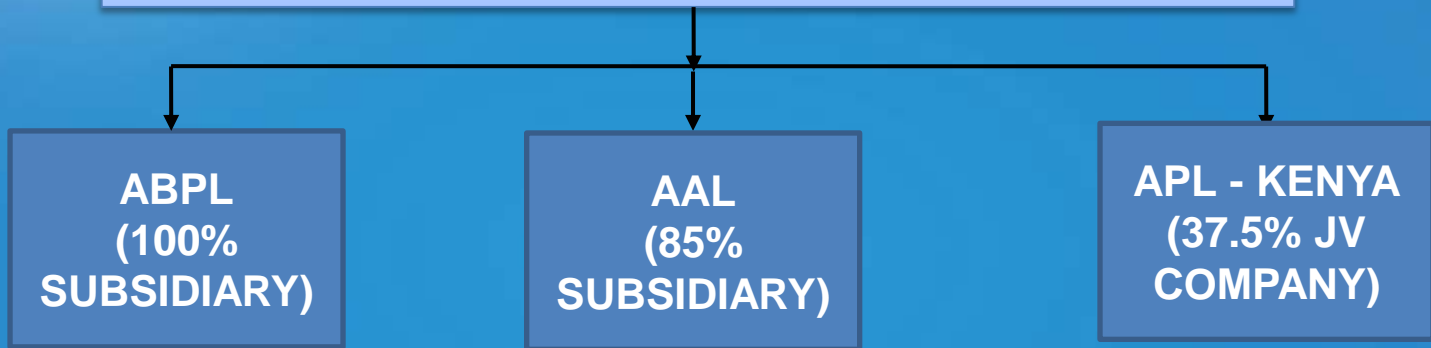 ABPL
(100%
SUBSIDIARY)
AAL
(85%
SUBSIDIARY)
APL - KENYA
(37.5% JV
COMPANY)